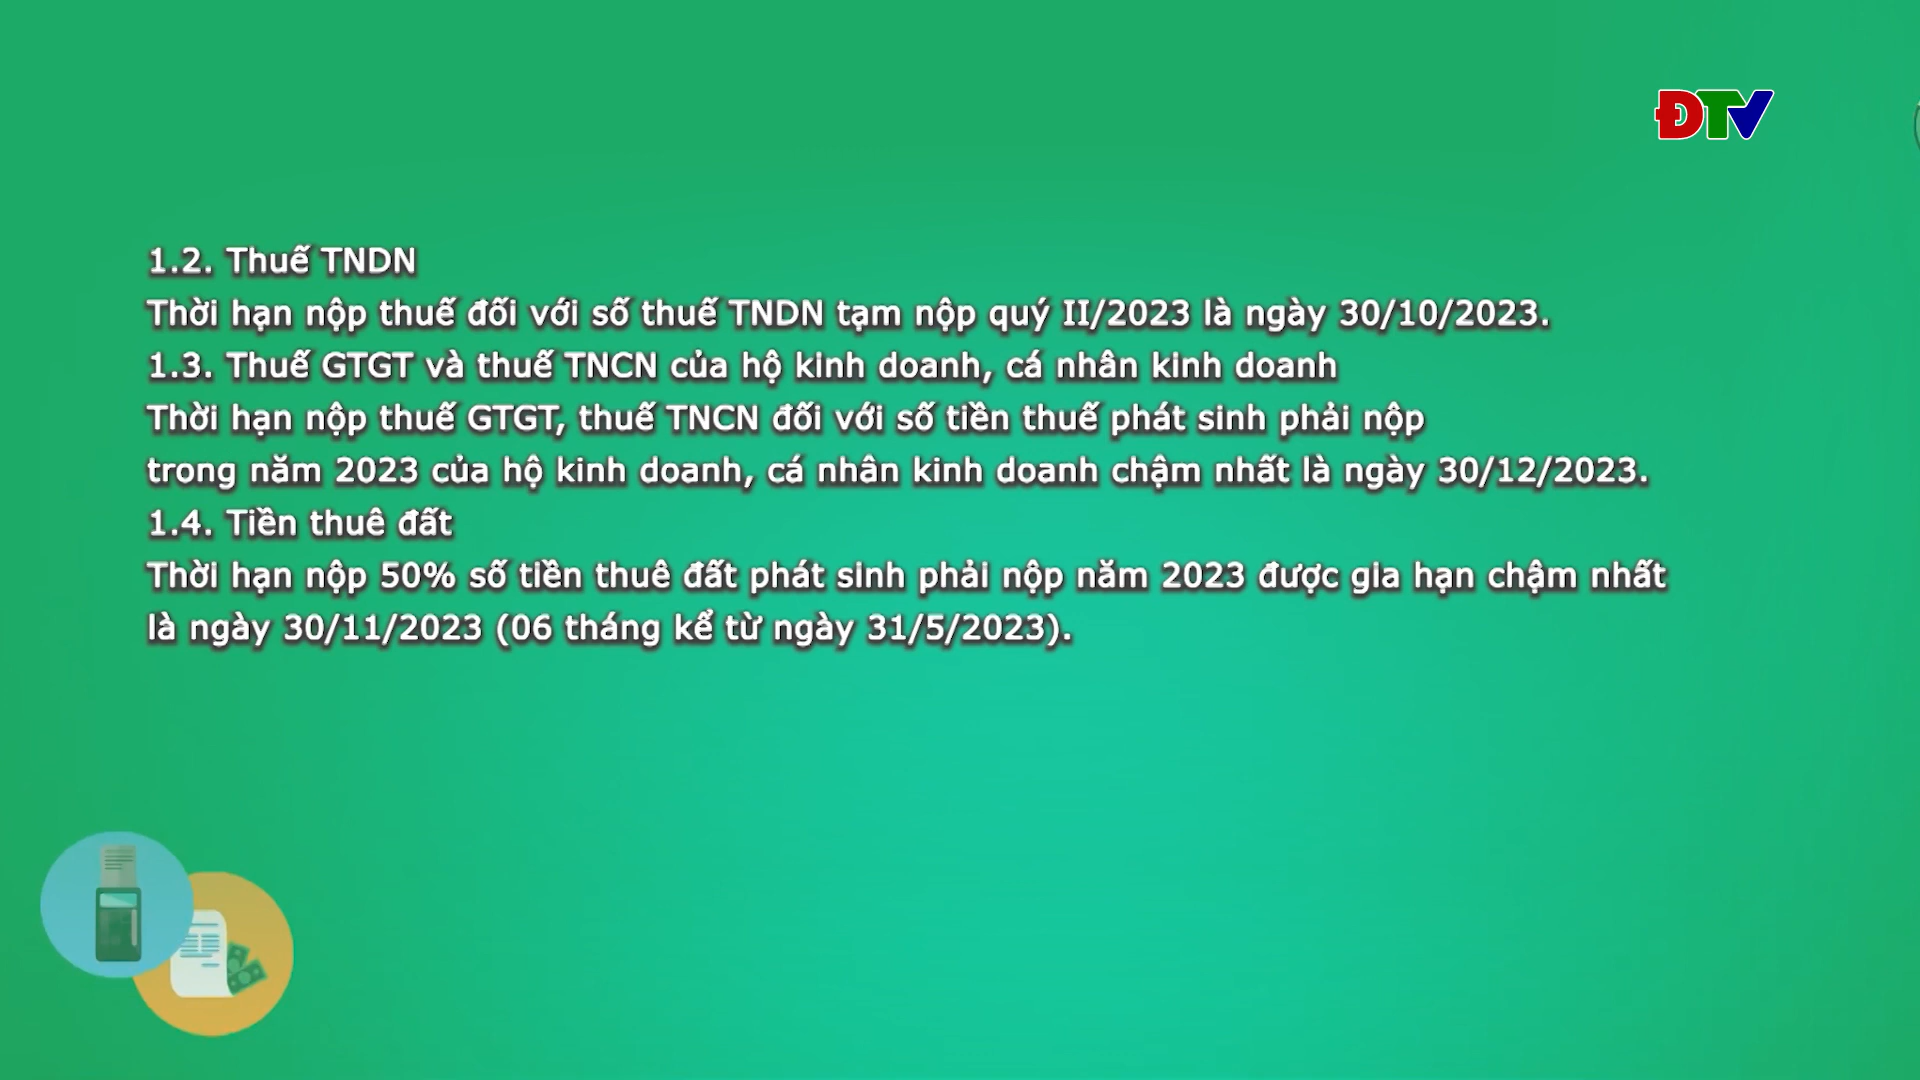 ĐTV
1.2. Thuế TNDN
Thời hạn nộp thuế đối với số thuế TNDN tạm nộp quý II/2023 là ngày 30/10/2023.
1.3. Thuế GTGT và thuế TNCN của hộ kinh doanh, cá nhân kinh doanh
Thời hạn nộp thuế GTGT, thuế TNCN đối với số tiền thuế phát sinh phải nộp
trong năm 2023 của hộ kinh doanh, cá nhân kinh doanh chậm nhất là ngày 30/12/2023.
1.4. Tiền thuê đất
Thời hạn nộp 50% số tiền thuê đất phát sinh phải nộp năm 2023 được gia hạn chậm nhất
là ngày 30/11/2023 (06 tháng kể từ ngày 31/5/2023).